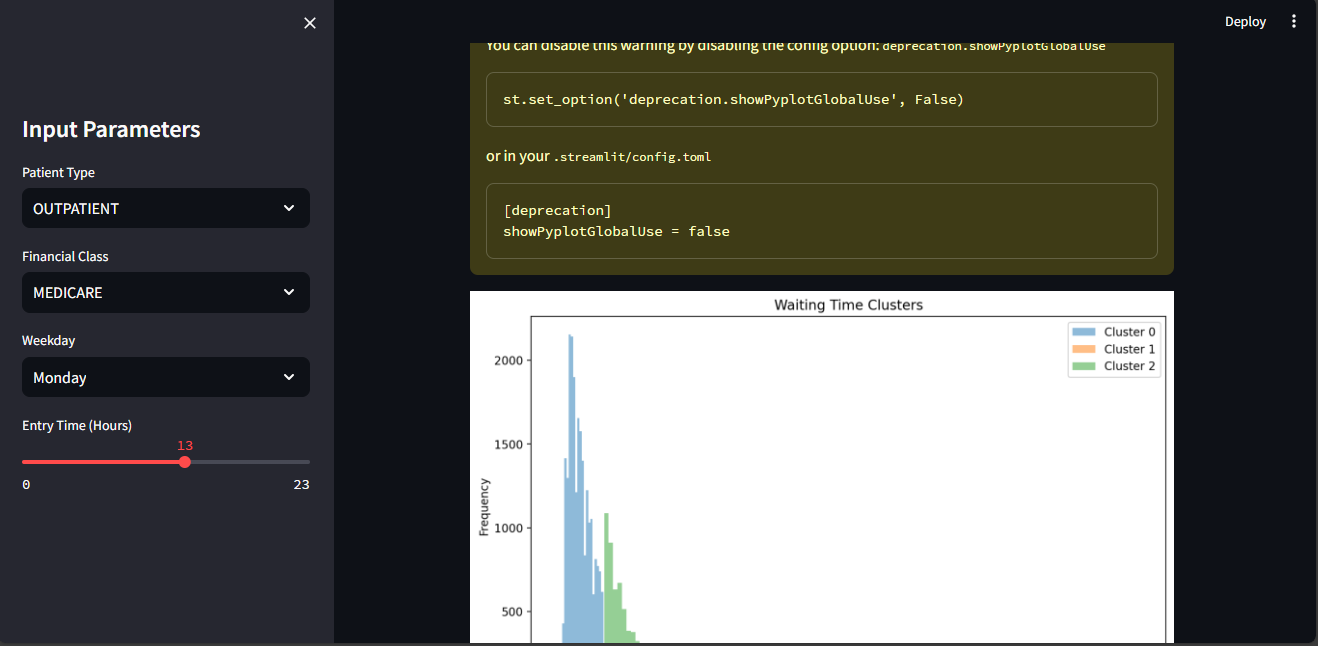 Deploy
Input Parameters
Patient Type
OUTPATIENT
Financial Class
MEDICARE
Weekday
Monday
Entry Time (Hours)
13
0 23
You can disable this warning by disabling the config option: deprecation.showPyplotGlobalUse
st.set_option('deprecation.showPyplotGlobalUse', False)
or in your .streamlit/config.toml
[deprecation]
showPyplotGlobalUse = false
Waiting Time Clusters
Cluster 0
Cluster 1
Cluster 2
2000
1500
1000
500
Frequency